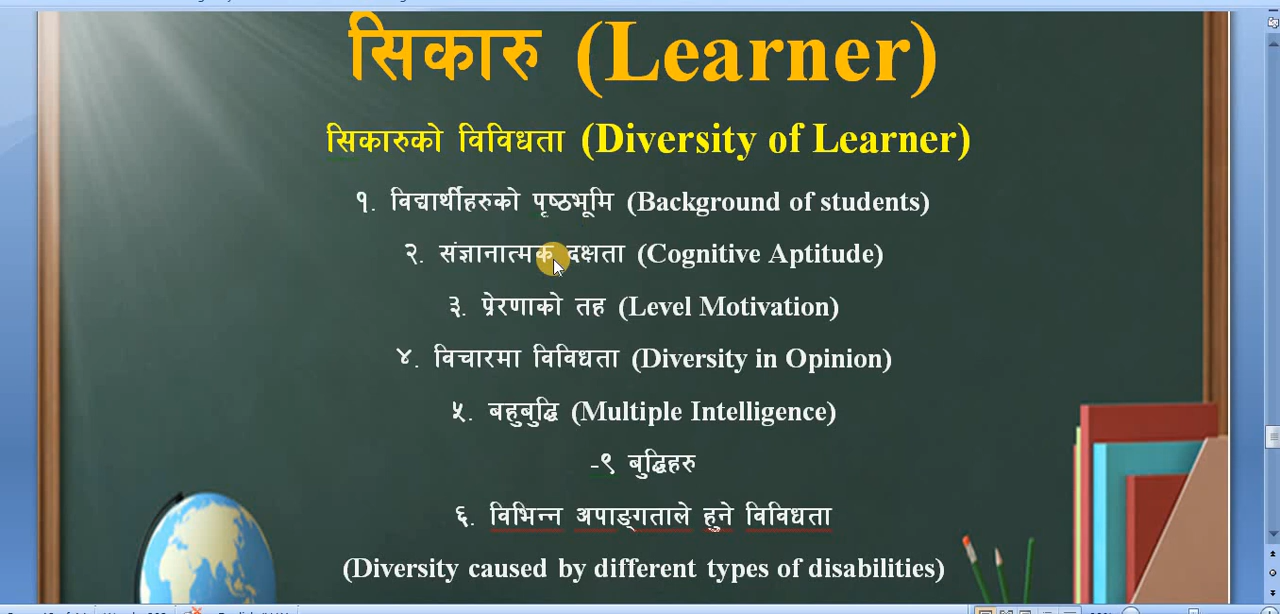 सिकारु (Learner)
सिकारुको विविधता (Diversity of Learner)
१. विद्यार्थीहरुको पृष्ठभूमि (Background of students)
२. संज्ञानात्मक दक्षता (Cognitive Aptitude)
३. प्रेरणाको तह (Level Motivation)
४. विचारमा विविधता (Diversity in Opinion)
५. बहुबुद्धि (Multiple Intelligence)
-९ बुद्धिहरु
६. विभिन्न अपाङ्गताले हुने विविधता
(Diversity caused by different types of disabilities)